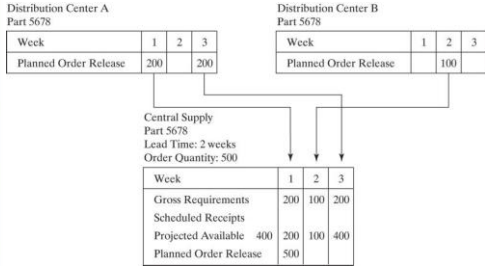 Distribution Center A
Part 5678
Week 1 2 3
Planned Order Release 200 200
Distribution Center B
Part 5678
Week 1 2 3
Planned Order Release 100
Central Supply
Part 5678
Lead Time: 2 weeks
Order Quantity: 500
Week 1 2 3
Gross Requirements 200 100 200
Scheduled Receipts
Projected Available 400 200 100 400
Planned Order Release 500